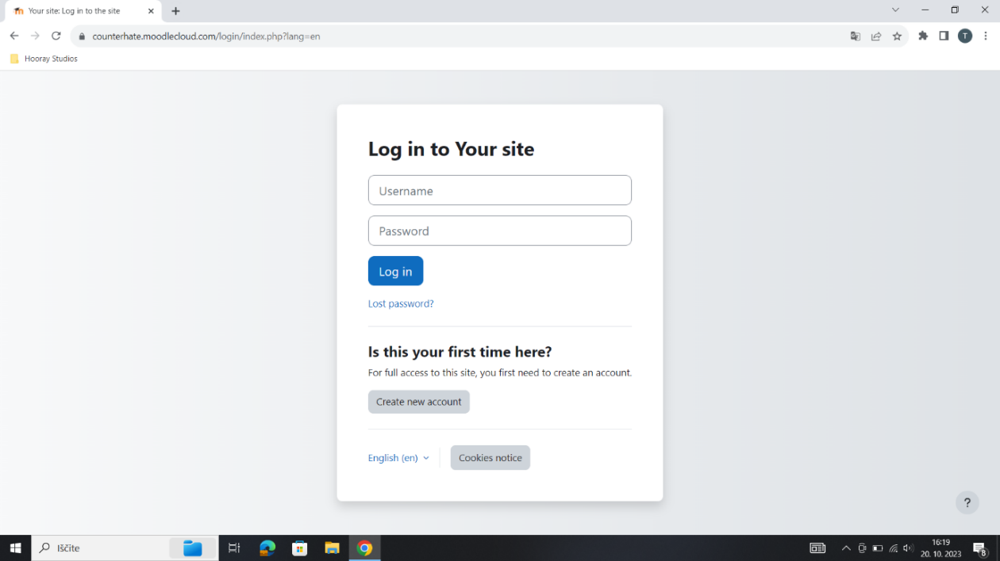 Your site: Log in to the site
counterhate.moodlecloud.com/login/index.php?lang=en
T
Hooray Studios
Log in to Your site
Username
Password
Log in
Lost password?
Is this your first time here?
For full access to this site, you first need to create an account.
Create new account
English (en)
Cookies notice
?
Iščite
16:19
20. 10. 2023
8